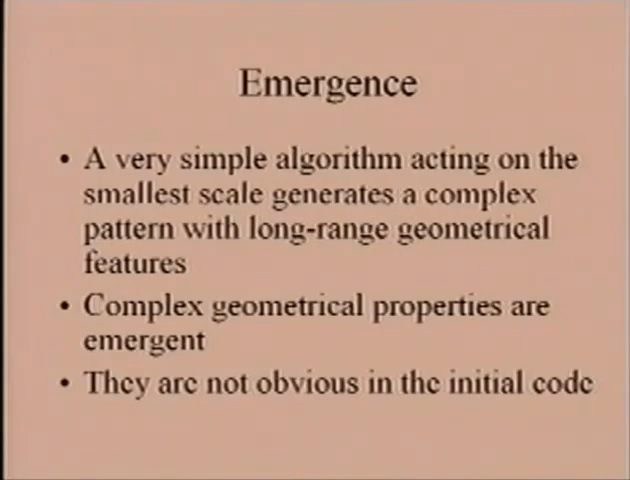 Emergence
• A very simple algorithm acting on the
smallest scale generates a complex
pattern with long-range geometrical
features
• Complex geometrical properties are
emergent
• They are not obvious in the initial code